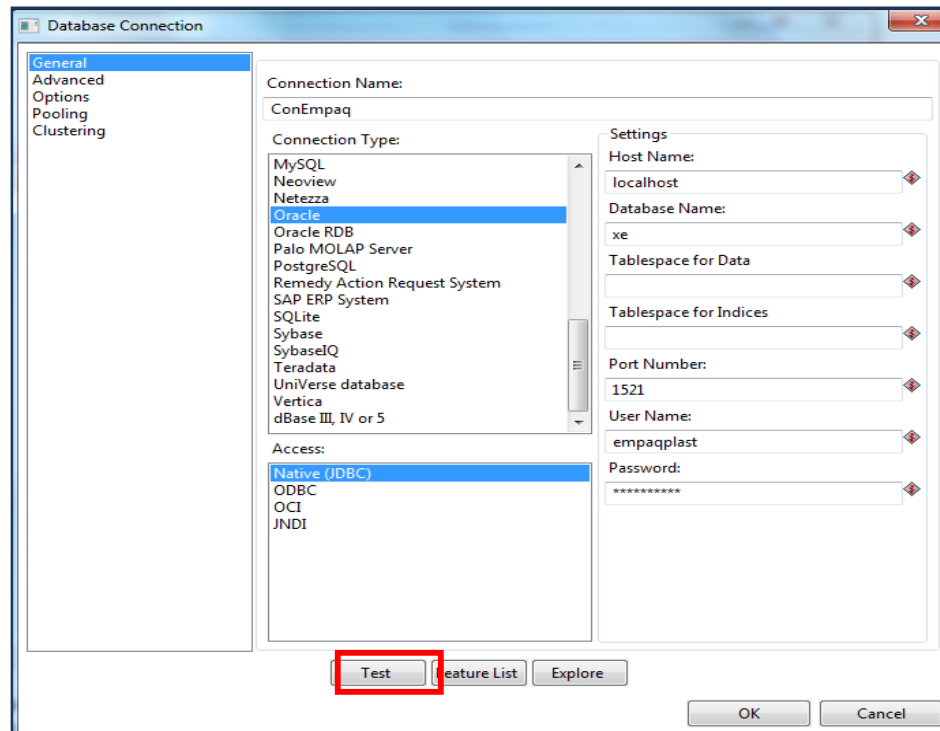 Database Connection
General
Advanced
Options
Pooling
Clustering
Connection Name:
ConEmpaq
Connection Type:
MySQL
Neoview
Netezza
Oracle
Oracle RDB
Palo MOLAP Server
PostgreSQL
Remedy Action Request System
SAP ERP System
SQLite
Sybase
SybaseIQ
Teradata
UniVerse database
Vertica
dBase III, IV or 5
Access:
Native (JDBC)
ODBC
OCI
JNDI
Settings
Host Name:
localhost
Database Name:
xe
Tablespace for Data
Tablespace for Indices
Port Number:
1521
User Name:
empaqplast
Password:
**********
Test Feature List Explore
OK Cancel